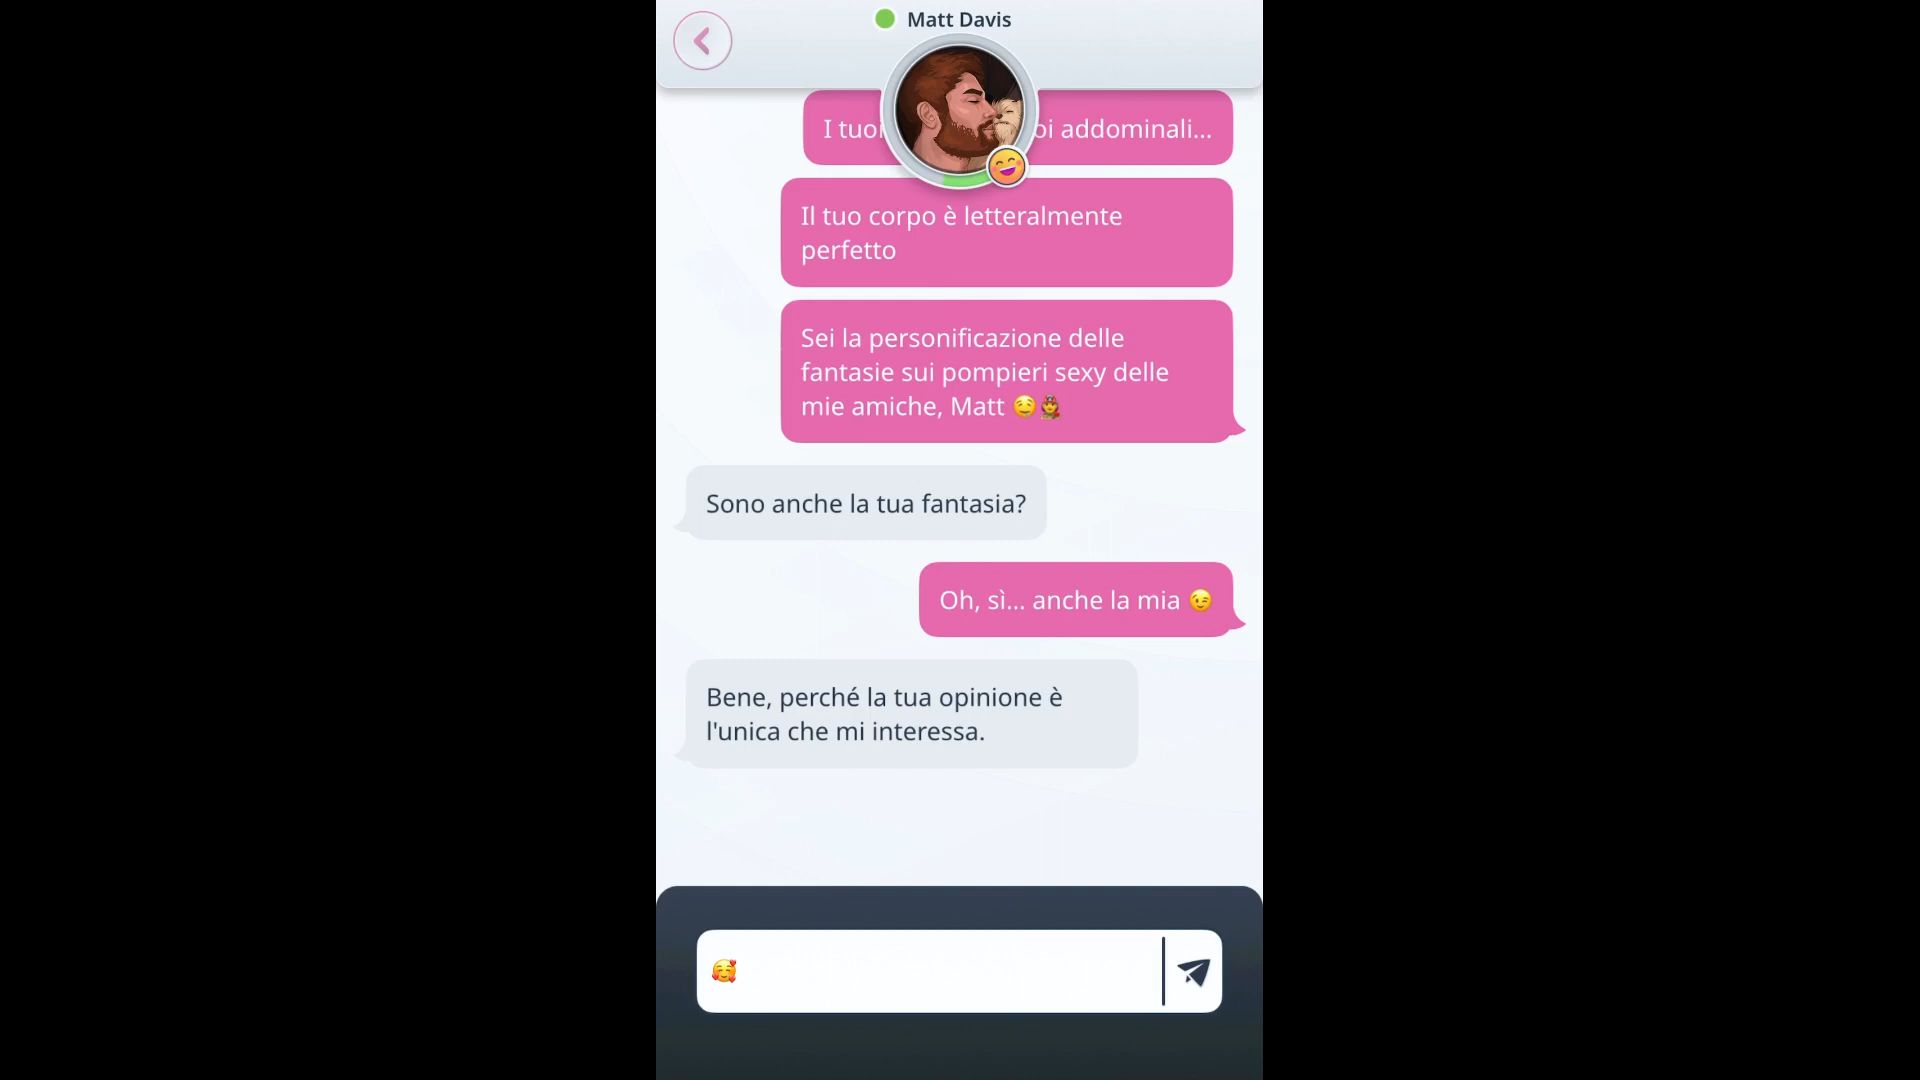 Matt Davis
I tuoi oi addominali...
Il tuo corpo è letteralmente
perfetto
Sei la personificazione delle
fantasie sui pompieri sexy delle
mie amiche, Matt 🤤👩‍🚒
Sono anche la tua fantasia?
Oh, sì... anche la mia 😉
Bene, perché la tua opinione è
l'unica che mi interessa.
🥰